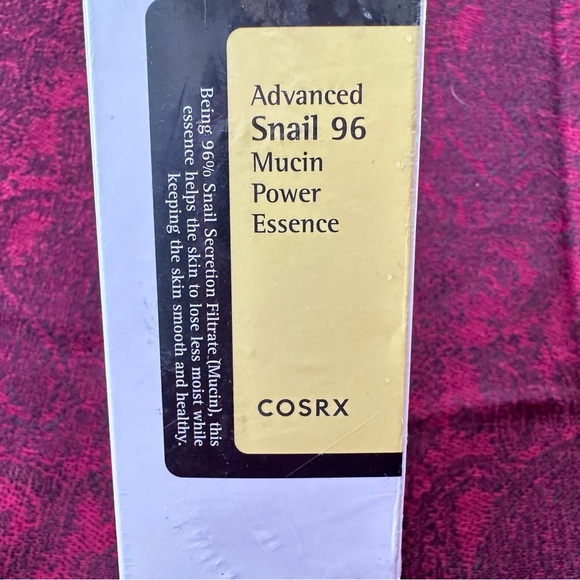 Advanced
Snail 96
Mucin
Power
Essence
COSRX
Being 96% Snail Secretion Filtrate (Mucin), this
essence helps the skin to lose less moist while
keeping the skin smooth and healthy.